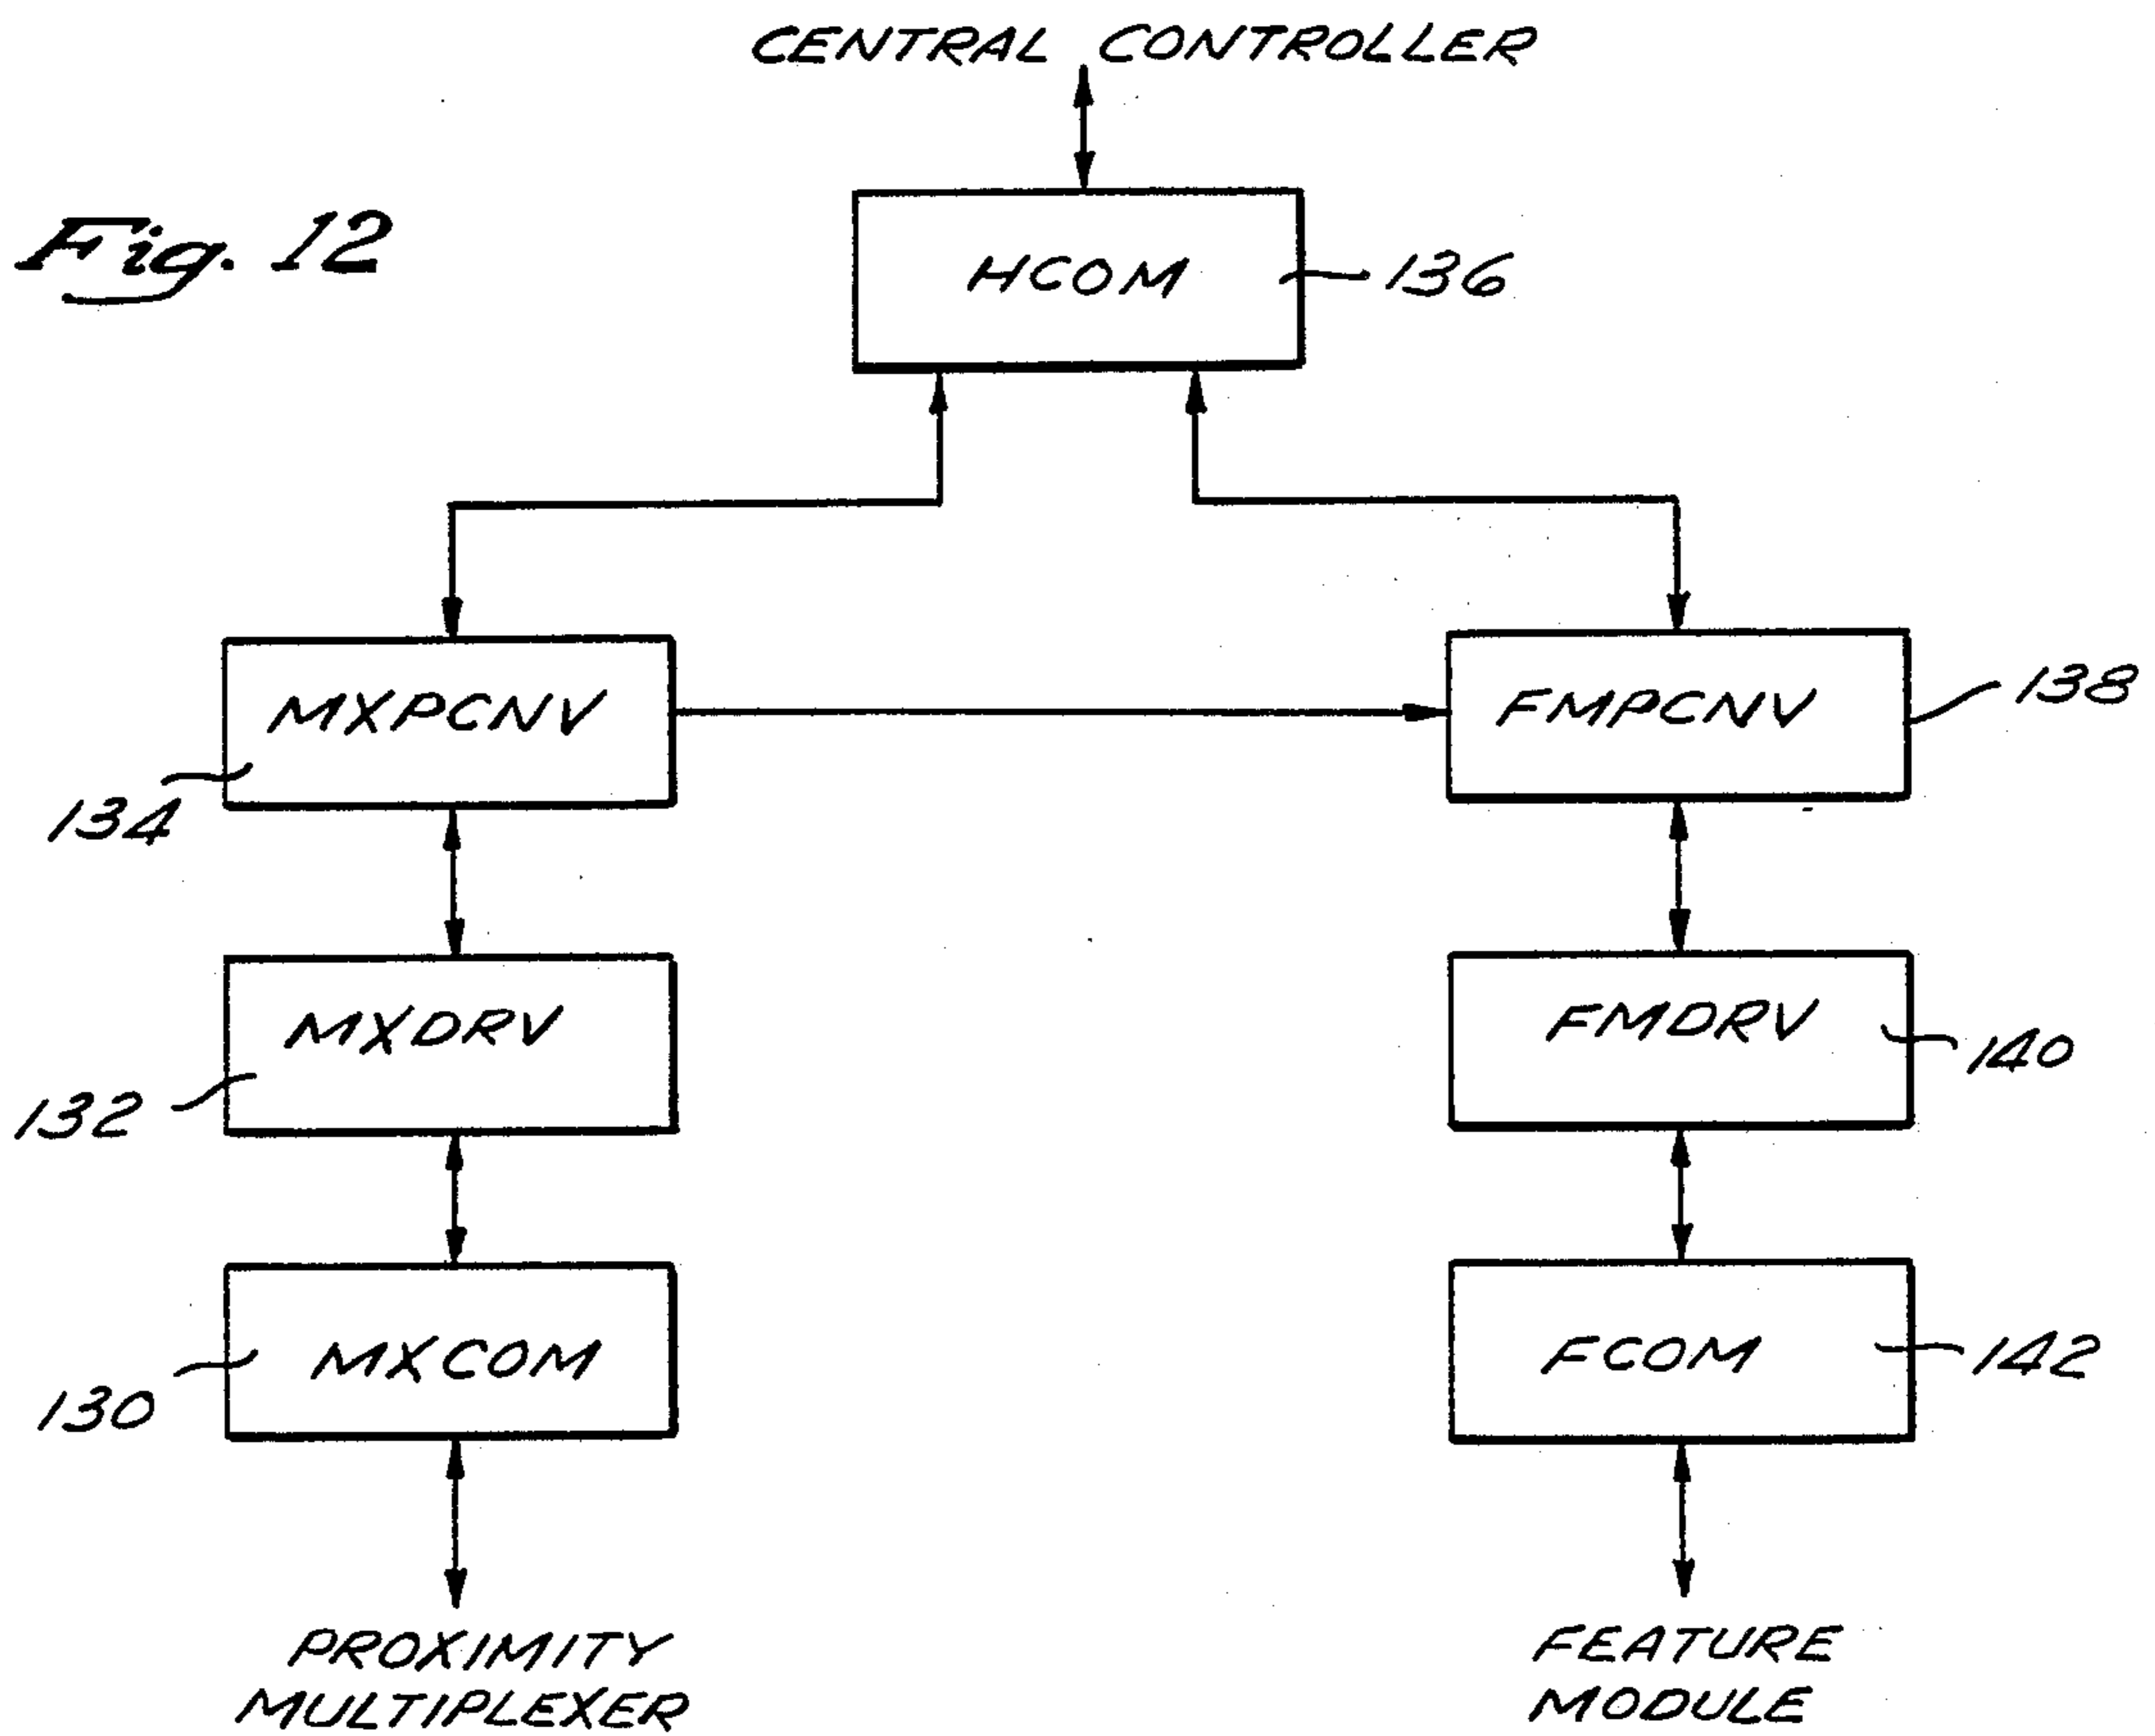 CENTRAL CONTROLLER
Fig. 12
HCOM
136
MXPCNV
134
FMPCNV
138
MXDRV
132
FMDRV
140
MXCOM
130
FCOM
142
PROXIMITY
MULTIPLEXER
FEATURE
MODULE